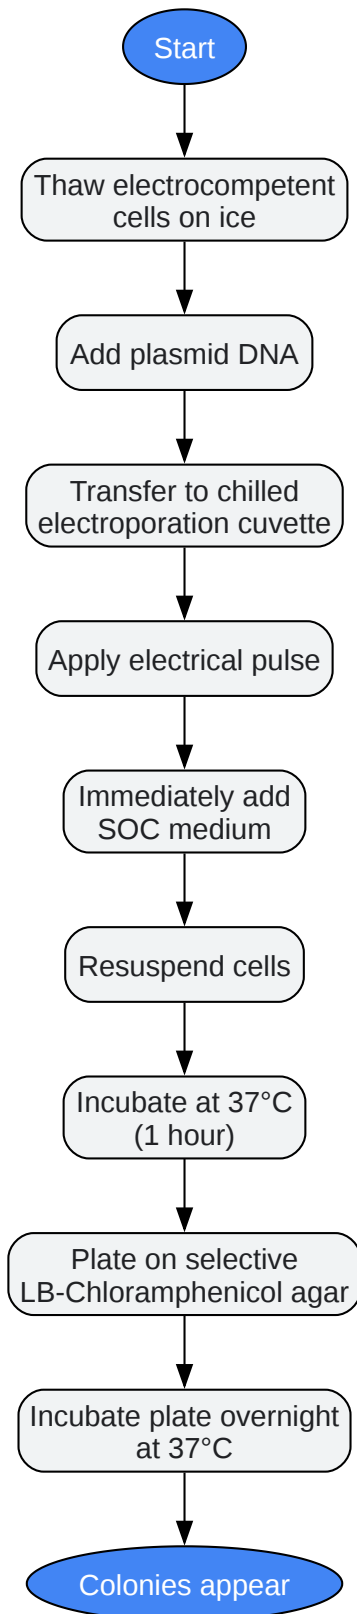 Start
Thaw electrocompetent
cells on ice
Add plasmid DNA
Transfer to chilled
electroporation cuvette
Apply electrical pulse
Immediately add
SOC medium
Resuspend cells
Incubate at 37°C
(1 hour)
Plate on selective
LB-Chloramphenicol agar
Incubate plate overnight
at 37°C
Colonies appear